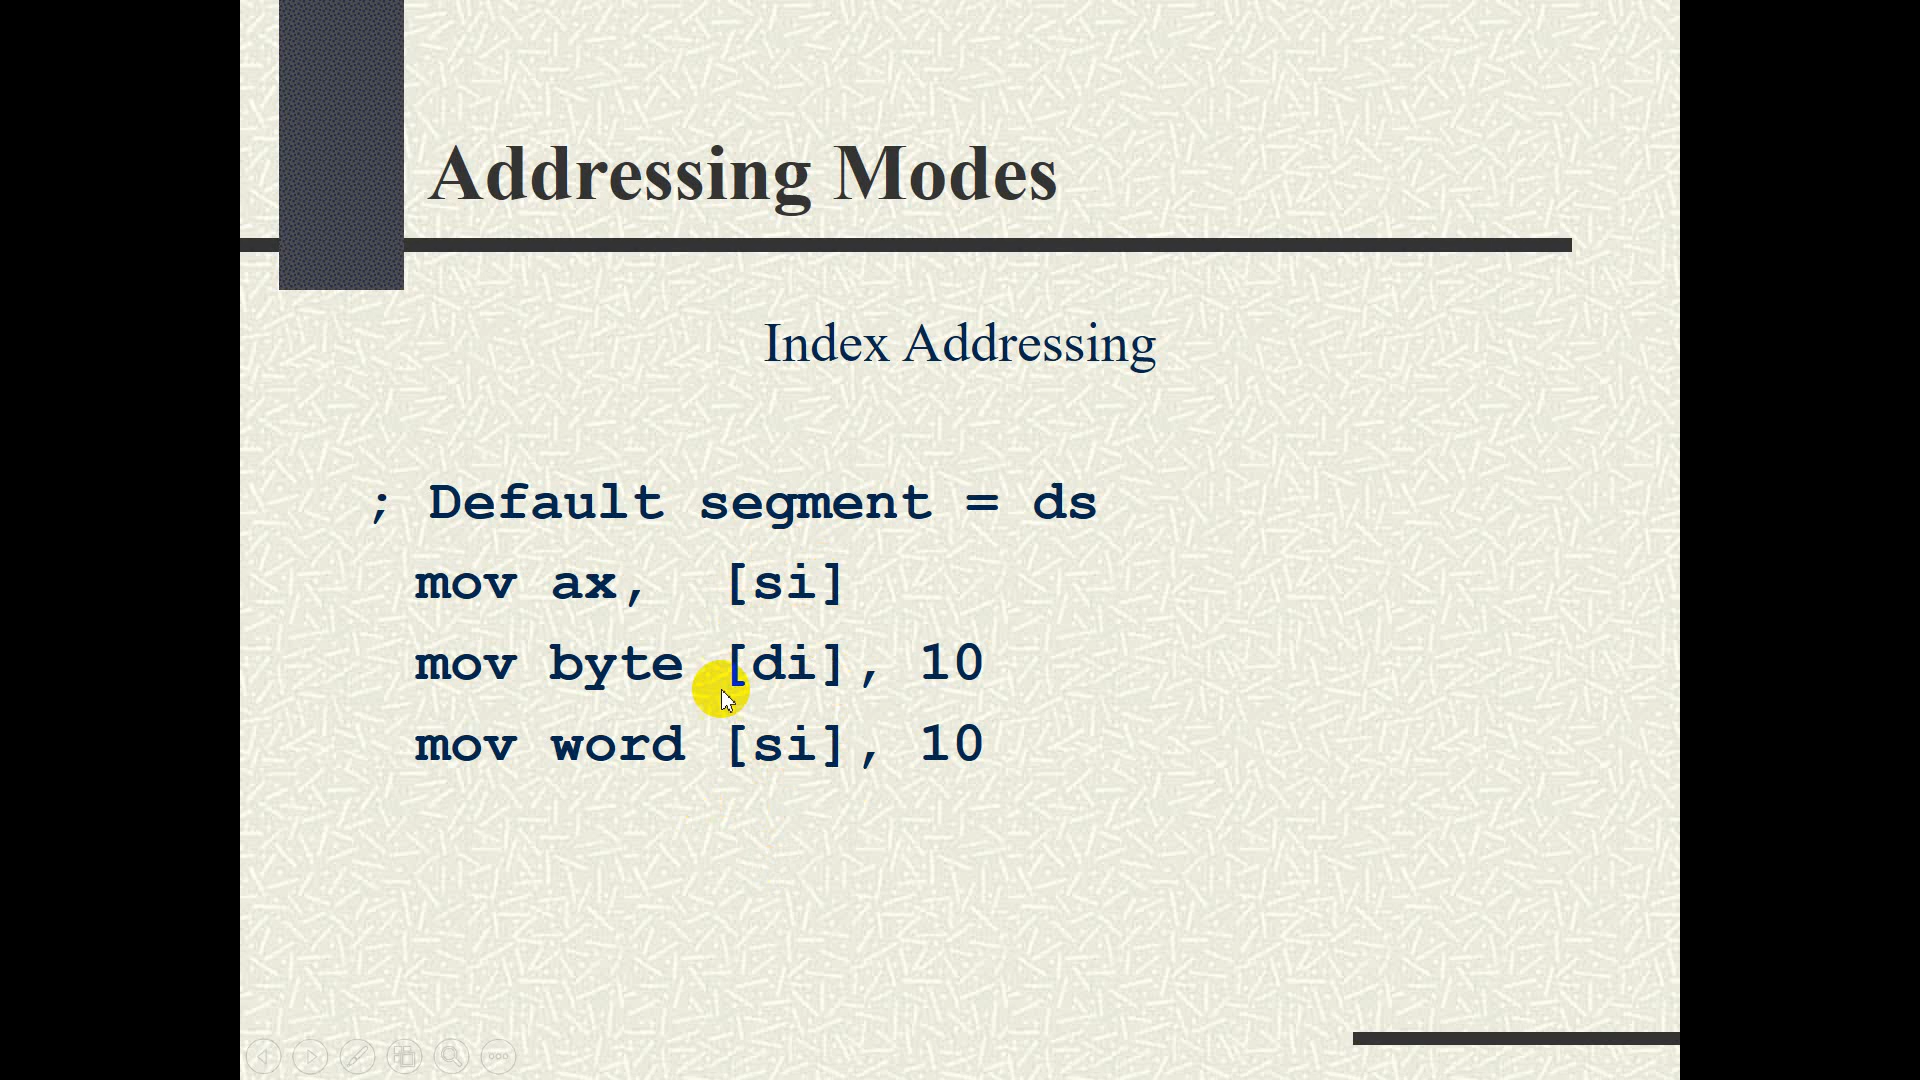 Addressing Modes
Index Addressing
; Default segment = ds
mov ax, [si]
mov byte [di], 10
mov word [si], 10